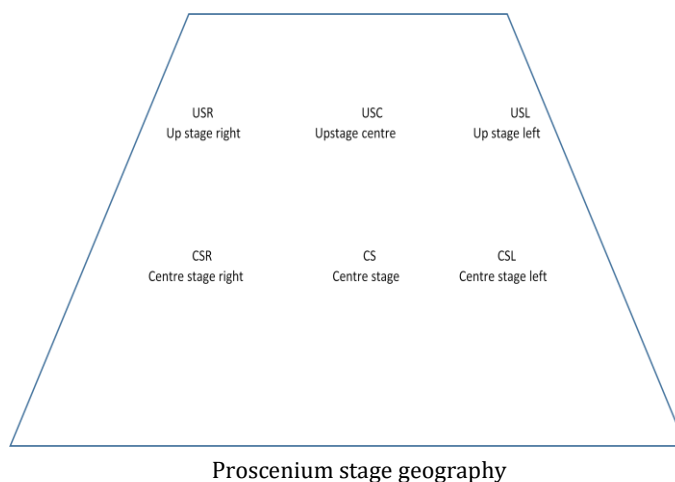 USR USC USL
Up stage right Upstage centre Up stage left
CSR CS CSL
Centre stage right Centre stage Centre stage left
Proscenium stage geography